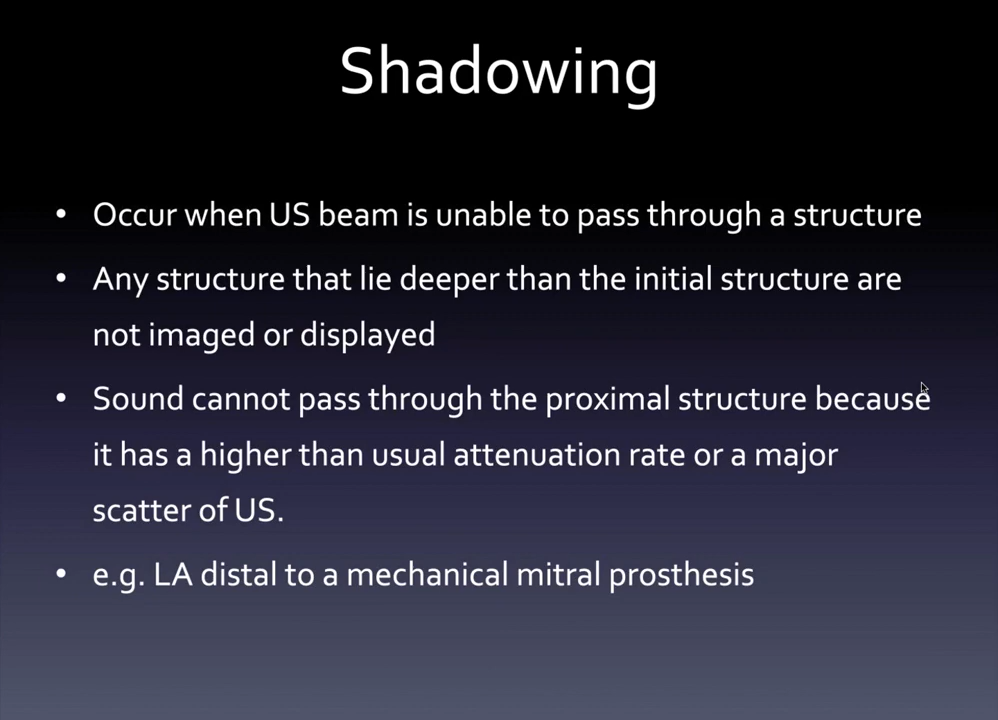 Shadowing
• Occur when US beam is unable to pass through a structure
• Any structure that lie deeper than the initial structure are
not imaged or displayed
• Sound cannot pass through the proximal structure because
it has a higher than usual attenuation rate or a major
scatter of US.
• e.g. LA distal to a mechanical mitral prosthesis